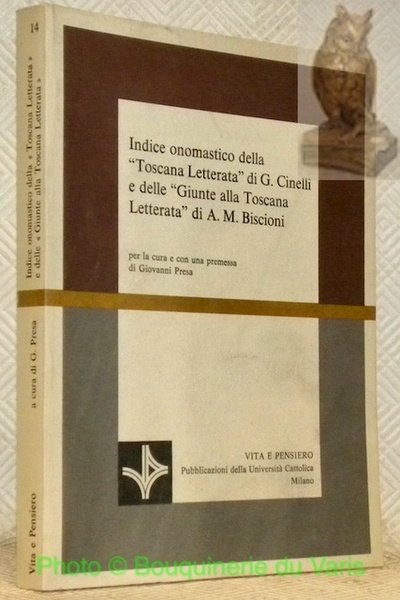 14
Indice onomastico della « Toscana Letterata »
e delle « Giunte alla Toscana Letterata »
a cura di G. Presa
Vita e Pensiero
Indice onomastico della
“Toscana Letterata” di G. Cinelli
e delle “Giunte alla Toscana
Letterata” di A. M. Biscioni
per la cura e con una premessa
di Giovanni Presa
VITA E PENSIERO
Pubblicazioni della Università Cattolica
Milano
Photo © Bouquinerie du Varis